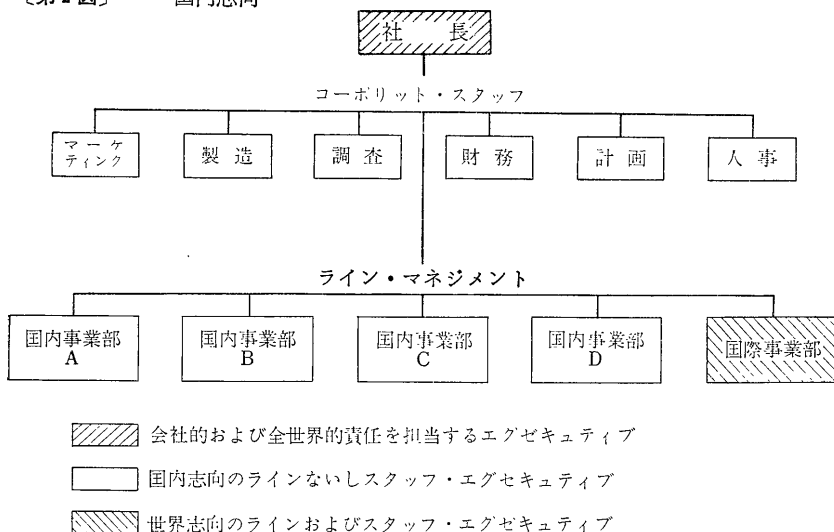 〔第2図〕 国内志向
社長
コーポリット・スタッフ
マーケ
ティンク
製造
調査
財務
計画
人事
ライン・マネジメント
国内事業部
A
国内事業部
B
国内事業部
C
国内事業部
D
国際事業部
会社的および全世界的責任を担当するエグゼキュティブ
国内志向のラインないしスタッフ・エグセキュティブ
世界志向のラインおよびスタッフ・エグゼキュティブ